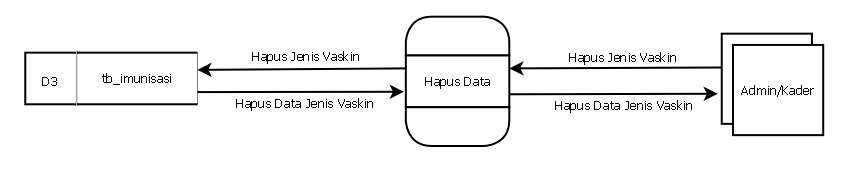 Hapus Jenis Vaskin
Hapus Jenis Vaskin
D3
tb_imunisasi
Hapus Data
Admin/Kader
Hapus Data Jenis Vaskin
Hapus Data Jenis Vaskin